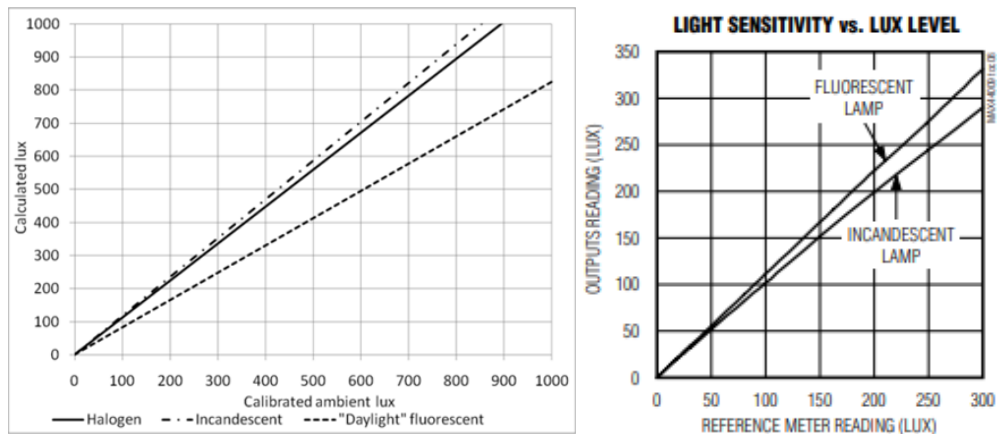 1000
900
800
700
600
500
400
300
200
100
0
Calculated lux
0 100 200 300 400 500 600 700 800 900 1000
Calibrated ambient lux
Halogen Incandescent "Daylight" fluorescent
LIGHT SENSITIVITY vs. LUX LEVEL
350
300
250
200
150
100
50
0
OUTPUTS READING (LUX)
FLUORESCENT
LAMP
INCANDESCENT
LAMP
0 50 100 150 200 250 300
REFERENCE METER READING (LUX)